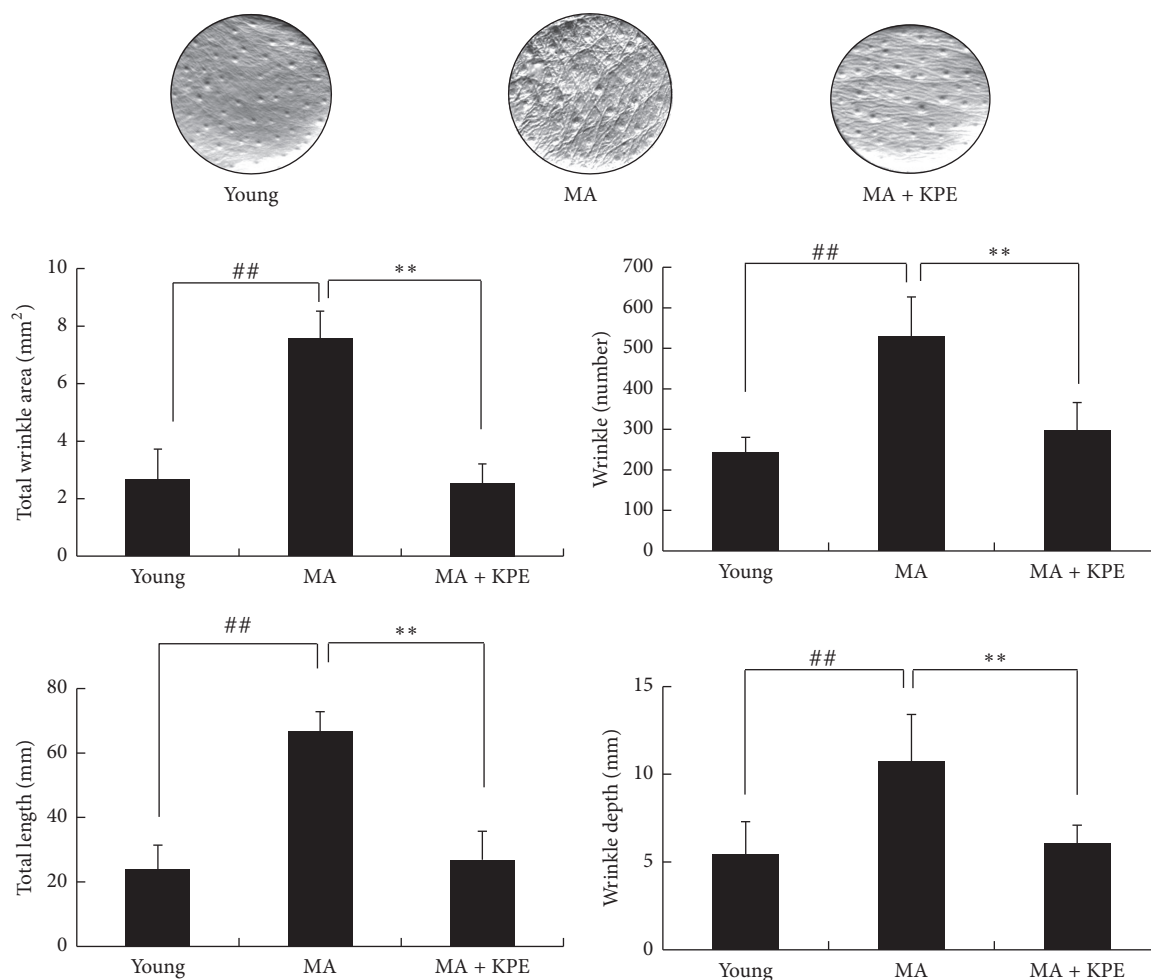 Young
MA
MA + KPE
Total wrinkle area (mm²)
10
8
6
4
2
0
##
**
Young
MA
MA + KPE
Wrinkle (number)
700
600
500
400
300
200
100
0
##
**
Young
MA
MA + KPE
Total length (mm)
80
60
40
20
0
##
**
Young
MA
MA + KPE
Wrinkle depth (mm)
15
10
5
0
##
**
Young
MA
MA + KPE